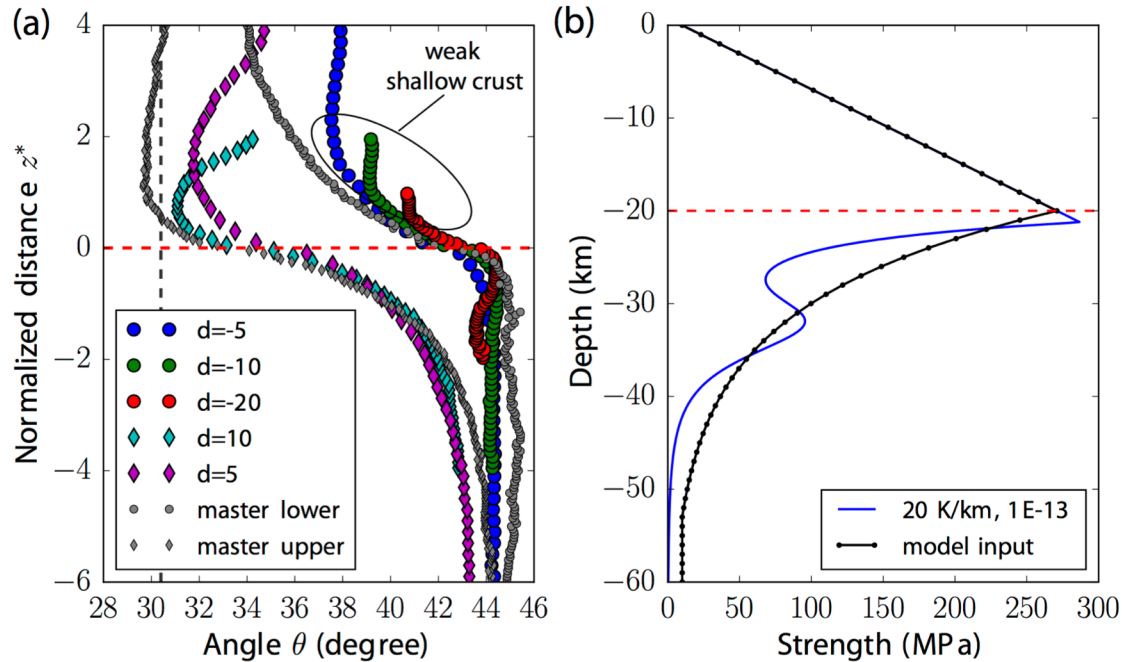 (a)
4
2
0
−2
−4
−6
28
30
32
34
36
38
40
42
44
46
Normalized distance z*
Angle θ (degree)
weak
shallow crust
d=-5
d=-10
d=-20
d=10
d=5
master lower
master upper
(b)
0
−10
−20
−30
−40
−50
−60
0
50
100
150
200
250
300
Depth (km)
Strength (MPa)
20 K/km, 1E-13
model input